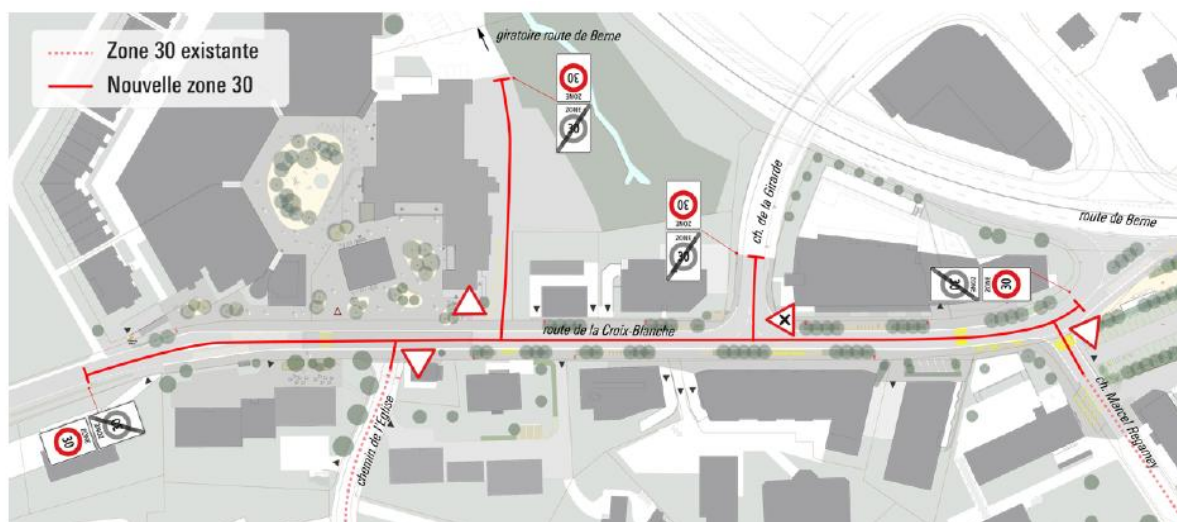 Zone 30 existante
Nouvelle zone 30
giratoire route de Berne
30
ZONE
ZONE
30
30
ZONE
ZONE
30
ch. de la Girarde
route de Berne
30
ZONE
ZONE
30
route de la Croix-Blanche
30
ZONE
ZONE
30
chemin de l'Eglise
ch. Marcel Regamey